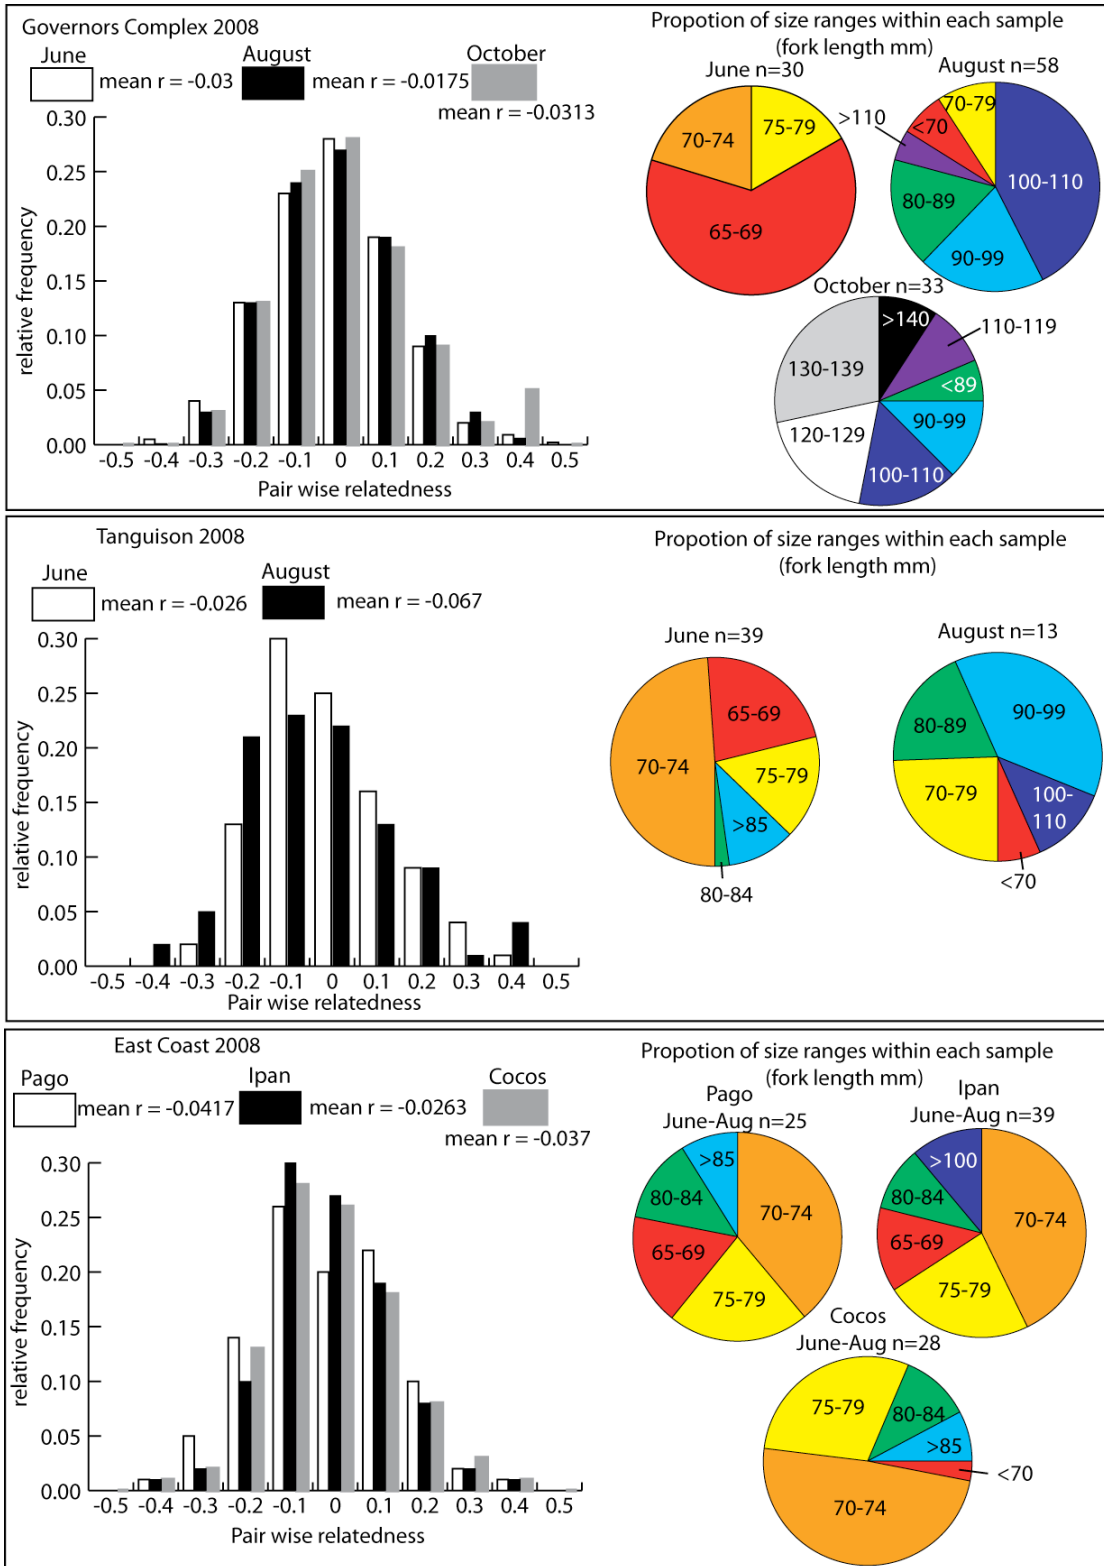 Governors Complex 2008
June
August
October
mean r = -0.03
mean r = -0.0175
mean r = -0.0313
0.30
0.25
0.20
0.15
0.10
0.05
0.00
relative frequency
-0.5 -0.4 -0.3 -0.2 -0.1 0 0.1 0.2 0.3 0.4 0.5
Pair wise relatedness
Propotion of size ranges within each sample
(fork length mm)
June n=30
70-74
75-79
65-69
August n=58
70-79
<70
>110
100-110
80-89
90-99
October n=33
>140
110-119
130-139
<89
90-99
120-129
100-110
Tanguison 2008
June
August
mean r = -0.026
mean r = -0.067
0.30
0.25
0.20
0.15
0.10
0.05
0.00
relative frequency
-0.5 -0.4 -0.3 -0.2 -0.1 0 0.1 0.2 0.3 0.4 0.5
Pair wise relatedness
Propotion of size ranges within each sample
(fork length mm)
June n=39
65-69
70-74
75-79
>85
80-84
August n=13
90-99
80-89
70-79
100-
110
<70
East Coast 2008
Pago
Ipan
Cocos
mean r = -0.0417
mean r = -0.0263
mean r = -0.037
0.30
0.25
0.20
0.15
0.10
0.05
0.00
relative frequency
-0.5 -0.4 -0.3 -0.2 -0.1 0 0.1 0.2 0.3 0.4 0.5
Pair wise relatedness
Propotion of size ranges within each sample
(fork length mm)
Pago
June-Aug n=25
>85
80-84
70-74
65-69
75-79
Ipan
June-Aug n=39
>100
80-84
70-74
65-69
75-79
Cocos
June-Aug n=28
75-79
80-84
>85
<70
70-74